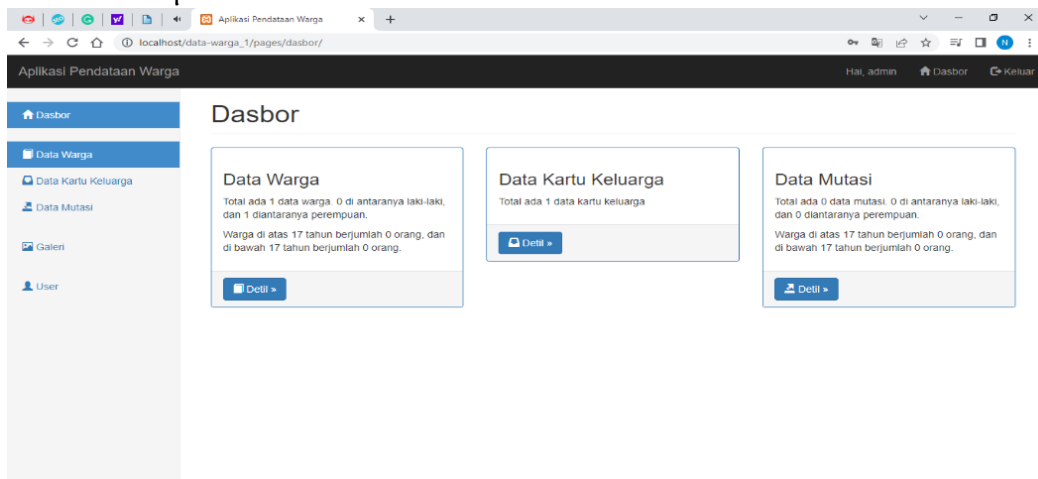 Aplikasi Pendataan Warga
localhost/data-warga_1/pages/dasbor/
N
Aplikasi Pendataan Warga
Hai, admin
Dasbor
Keluar
Dasbor
Data Warga
Data Kartu Keluarga
Data Mutasi
Galeri
User
Dasbor
Data Warga
Total ada 1 data warga. 0 di antaranya laki-laki,
dan 1 diantaranya perempuan.
Warga di atas 17 tahun berjumlah 0 orang, dan
di bawah 17 tahun berjumlah 0 orang.
Detil »
Data Kartu Keluarga
Total ada 1 data kartu keluarga
Detil »
Data Mutasi
Total ada 0 data mutasi. 0 di antaranya laki-laki,
dan 0 diantaranya perempuan.
Warga di atas 17 tahun berjumlah 0 orang, dan
di bawah 17 tahun berjumlah 0 orang.
Detil »